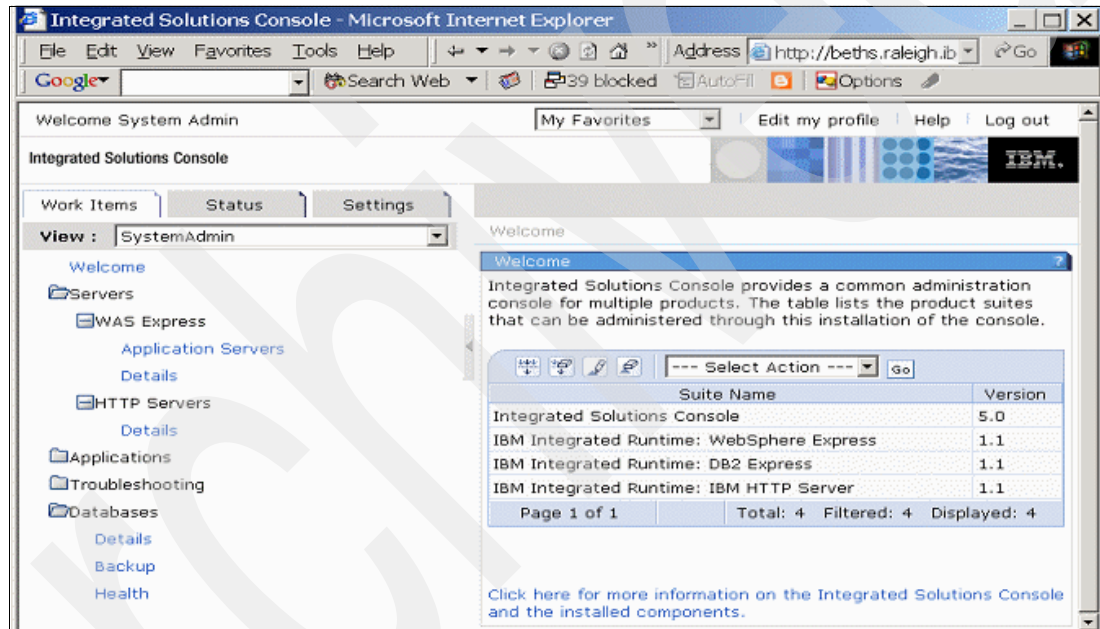 Integrated Solutions Console - Microsoft Internet Explorer
File Edit View Favorites Tools Help » Address http://beths.raleigh.ib Go
Google Search Web 39 blocked AutoFill Options
Welcome System Admin My Favorites Edit my profile Help Log out
Integrated Solutions Console IBM.
Work Items Status Settings
View : SystemAdmin
Welcome
Servers
WAS Express
Application Servers
Details
HTTP Servers
Details
Applications
Troubleshooting
Databases
Details
Backup
Health
Welcome
Welcome ?
Integrated Solutions Console provides a common administration
console for multiple products. The table lists the product suites
that can be administered through this installation of the console.
--- Select Action --- Go
Suite Name Version
Integrated Solutions Console 5.0
IBM Integrated Runtime: WebSphere Express 1.1
IBM Integrated Runtime: DB2 Express 1.1
IBM Integrated Runtime: IBM HTTP Server 1.1
Page 1 of 1 Total: 4 Filtered: 4 Displayed: 4
Click here for more information on the Integrated Solutions Console
and the installed components.